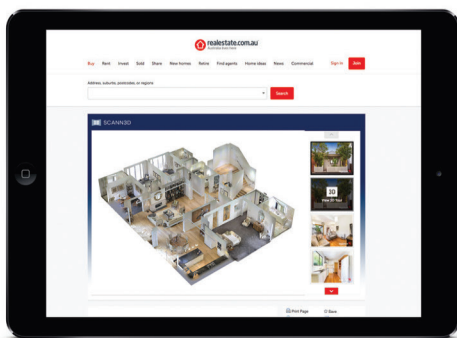 realestate.com.au
Buy Rent Invest Sold Share New homes Retire Find agents Home ideas News Commercial Sign in Join
Address, suburbs, postcodes, or regions
Search
SCANN3D
3D
View 3D Tour
Print Page Save